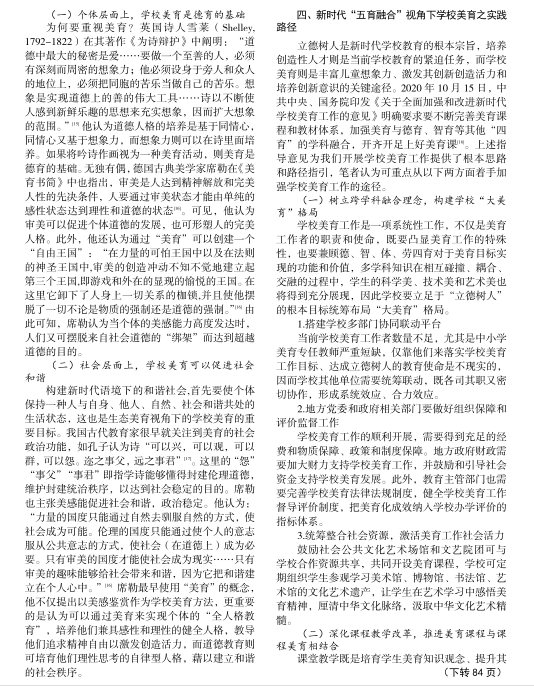 （一）个体层面上，学校美育是德育的基础
为何要重视美育？英国诗人雪莱（Shelley,
1792-1822）在其著作《为诗辩护》中阐明：“道
德中最大的秘密是爱……要做一个至善的人，必须
有深刻而周密的想象力；他必须设身于旁人和众人
的地位上，必须把同胞的苦乐当做自己的苦乐。想
象是实现道德上的善的伟大工具……诗以不断使
人感到新鲜乐趣的思想来充实想象，因而扩大想象
的范围。”他认为道德人格的培养是基于同情心，
同情心又基于想象力，而想象力则可以在诗里面培
养。如果将吟诗作画视为一种美育活动，则美育是
德育的基础。无独有偶，德国古典美学家席勒在《美
育书简》中也指出，审美是人达到精神解放和完美
人性的先决条件，人要通过审美状态才能由单纯的
感性状态达到理性和道德的状态。可见，他认为
审美可以促进个体道德的发展，也可形塑人的完美
人格。此外，他还认为通过“美育”可以创建一个
“自由王国”；“在力量的可怕王国中以及在法则
的神圣王国中,审美的创造冲动不知不觉地建立起
第三个王国,即游戏和外在的显现的愉悦的王国。在
这里它卸下了人身上一切关系的枷锁,并且使他摆
脱了一切不论是物质的强制还是道德的强制。”由
此可知，席勒认为当个体的美感能力高度发达时，
人们又可摆脱来自社会道德的“绑架”而达到超越
道德的目的。
（二）社会层面上，学校美育可以促进社会
和谐
构建新时代语境下的和谐社会,首先要使个体
保持一种人与自身、他人、自然、社会和谐共处的
生活状态，这也是生态美育视角下的学校美育的重
要目标。我国古代教育家很早就关注到美育的社会
政治功能，如孔子认为诗“可以兴，可以观，可以
群，可以怨。迩之事父，远之事君”。这里的“怨”
“事父”“事君”即指学诗能够懂得封建伦理道德，
维护封建统治秩序，以达到社会稳定的目的。席勒
也主张美感能促进社会和谐，政治稳定。他认为：
“力量的国度只能通过自然去驯服自然的方式，使
社会成为可能。伦理的国度只能通过使个人的意志
服从公共意志的方式，使社会（在道德上）成为必
要。只有审美的国度才能使社会成为现实……只有
审美的趣味能够给社会带来和谐，因为它把和谐建
立在个人心中。”席勒最早使用“美育”的概念，
他不仅提出以美感鉴赏作为学校美育方法，更重要
的是认为可以通过美育来实现个体的“全人格教
育”，培养他们兼具感性和理性的健全人格，教导
他们追求精神自由以激发创造活力，而道德教育则
可培育他们理性思考的自律型人格，藉以建立和谐
的社会秩序。
四、新时代“五育融合”视角下学校美育之实践
路径
立德树人是新时代学校教育的根本宗旨，培养
创造性人才则是当前学校教育的紧迫任务，而学校
美育则是丰富儿童想象力、激发其创新创造活力和
培养创新意识的关键途径。2020 年 10 月 15 日，中
共中央、国务院印发《关于全面加强和改进新时代
学校美育工作的意见》明确要求要不断完善美育课
程和教材体系，加强美育与德育、智育等其他“四
育”的学科融合，开齐开足上好美育课。上述指
导意见为我们开展学校美育工作提供了根本思路
和路径指引，笔者认为可重点从以下两方面着手加
强学校美育工作的途径。
（一）树立跨学科融合理念，构建学校“大美
育”格局
学校美育工作是一项系统性工作，不仅是美育
工作者的职责和使命，既要凸显美育工作的特殊
性，也要兼顾德、智、体、劳四育对于美育目标实
现的功能和价值，多学科知识在相互碰撞、耦合、
交融的过程中，学生的科学美、技术美和艺术美也
将得到充分展现，因此学校要立足于“立德树人”
的根本目标统筹布局“大美育”格局。
1.搭建学校多部门协同联动平台
当前学校美育工作者数量不足，尤其是中小学
美育专任教师严重短缺，仅靠他们来落实学校美育
工作目标、达成立德树人的教育使命是不现实的，
因而学校其他单位需要统筹联动，既各司其职又密
切协作，形成系统效应、合力效应。
2.地方党委和政府相关部门要做好组织保障和
评价监督工作
学校美育工作的顺利开展，需要得到充足的经
费和物质保障、政策和制度保障。地方政府财政需
要加大财力支持学校美育工作，并鼓励和引导社会
资金支持学校美育发展。此外，教育主管部门也需
要完善学校美育法律法规制度，健全学校美育工作
督导评价制度，把美育化成效纳入学校办学评价的
指标体系。
3.统筹整合社会资源，激活美育工作社会活力
鼓励社会公共文化艺术场馆和文艺院团可与
学校合作资源共享，共同开设美育课程，学校可定
期组织学生参观学习美术馆、博物馆、书法馆、艺
术馆的文化艺术遗产，让学生在艺术学习中感悟美
育精神，厘清中华文化脉络，汲取中华文化艺术精
髓。
（二）深化课程教学改革，推进美育课程与课
程美育相结合
课堂教学既是培育学生美育知识观念、提升其
（下转 84 页）